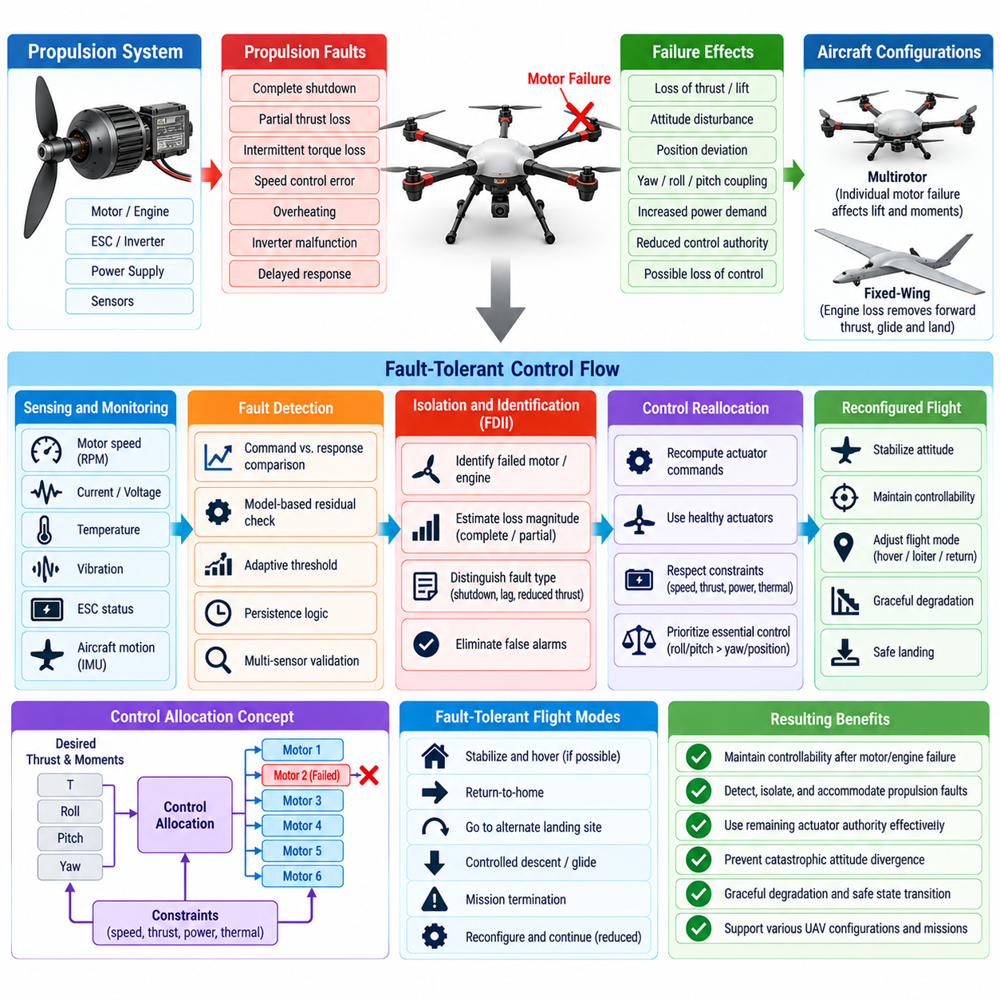 Propulsion System
Motor / Engine
ESC / Inverter
Power Supply
Sensors
Propulsion Faults
Complete shutdown
Partial thrust loss
Intermittent torque loss
Speed control error
Overheating
Inverter malfunction
Delayed response
Motor Failure
Failure Effects
Loss of thrust / lift
Attitude disturbance
Position deviation
Yaw / roll / pitch coupling
Increased power demand
Reduced control authority
Possible loss of control
Aircraft Configurations
Multirotor
(Individual motor failure
affects lift and moments)
Fixed-Wing
(Engine loss removes forward
thrust, glide and land)
Fault-Tolerant Control Flow
Sensing and Monitoring
Motor speed
(RPM)
Current / Voltage
Temperature
Vibration
ESC status
Aircraft motion
(IMU)
Fault Detection
Command vs. response
comparison
Model-based residual
check
Adaptive threshold
Persistence logic
Multi-sensor validation
Isolation and Identification
(FDII)
Identify failed motor /
engine
Estimate loss magnitude
(complete / partial)
Distinguish fault type
(shutdown, lag, reduced thrust)
Eliminate false alarms
Control Reallocation
Recompute actuator
commands
Use healthy actuators
Respect constraints
(speed, thrust, power, thermal)
Prioritize essential control
(roll/pitch > yaw/position)
Reconfigured Flight
Stabilize attitude
Maintain controllability
Adjust flight mode
(hover / loiter / return)
Graceful degradation
Safe landing
Control Allocation Concept
Desired
Thrust & Moments
T
Roll
Pitch
Yaw
Control
Allocation
Motor 1
Motor 2 (Failed)
Motor 3
Motor 4
Motor 5
Motor 6
Constraints
(speed, thrust, power, thermal)
Fault-Tolerant Flight Modes
Stabilize and hover (if possible)
Return-to-home
Go to alternate landing site
Controlled descent / glide
Mission termination
Reconfigure and continue (reduced)
Resulting Benefits
Maintain controllability after motor/engine failure
Detect, isolate, and accommodate propulsion faults
Use remaining actuator authority effectively
Prevent catastrophic attitude divergence
Graceful degradation and safe state transition
Support various UAV configurations and missions